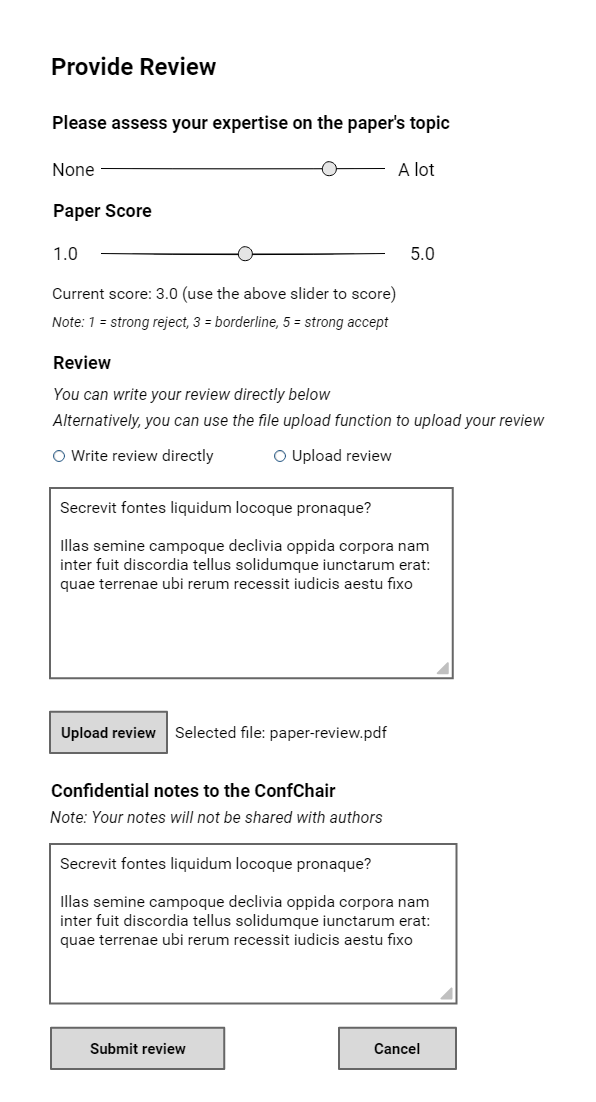 Provide Review
Please assess your expertise on the paper's topic
None A lot
Paper Score
1.0 5.0
Current score: 3.0 (use the above slider to score)
Note: 1 = strong reject, 3 = borderline, 5 = strong accept
Review
You can write your review directly below
Alternatively, you can use the file upload function to upload your review
Write review directly Upload review
Secrevit fontes liquidum locoque pronaque?
Illas semine campoque declivia oppida corpora nam
inter fuit discordia tellus solidumque iunctarum erat:
quae terrenae ubi rerum recessit iudicis aestu fixo
Upload review Selected file: paper-review.pdf
Confidential notes to the ConfChair
Note: Your notes will not be shared with authors
Secrevit fontes liquidum locoque pronaque?
Illas semine campoque declivia oppida corpora nam
inter fuit discordia tellus solidumque iunctarum erat:
quae terrenae ubi rerum recessit iudicis aestu fixo
Submit review Cancel